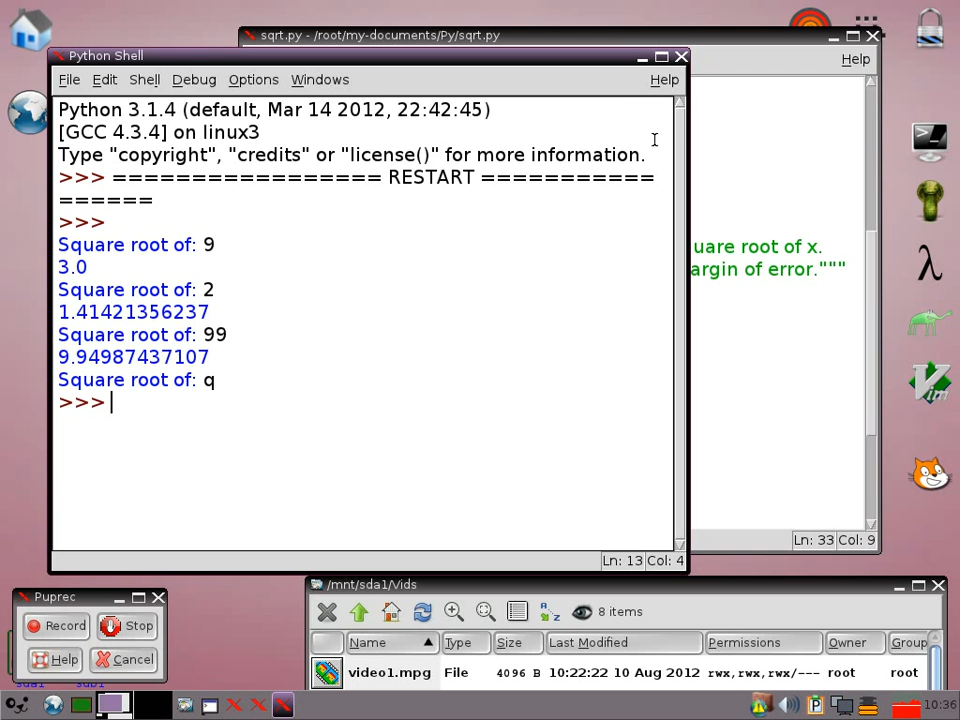 sqrt.py - /root/my-documents/Py/sqrt.py
Help
Python Shell
File Edit Shell Debug Options Windows Help
Python 3.1.4 (default, Mar 14 2012, 22:42:45)
[GCC 4.3.4] on linux3
Type "copyright", "credits" or "license()" for more information.
>>> ================= RESTART ===========
======
>>>
Square root of: 9
3.0
Square root of: 2
1.41421356237
Square root of: 99
9.94987437107
Square root of: q
>>>
Ln: 13 Col: 4
uare root of x.
argin of error."""
Ln: 33 Col: 9
λ
Vim
Puprec
Record Stop
Help Cancel
/mnt/sda1/Vids
8 items
Name Type Size Last Modified Permissions Owner Group
video1.mpg File 4096 B 10:22:22 10 Aug 2012 rwx,rwx,rwx/--- root root
10:36